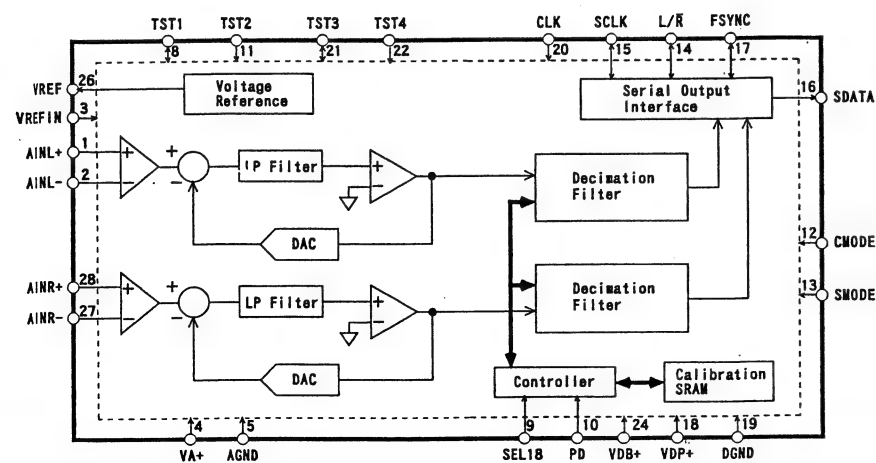 TST1 TST2 TST3 TST4 CLK SCLK L/R̅ FSYNC
8 11 21 22 20 15 14 17
VREF 26
Voltage
Reference
Serial Output
Interface
16 SDATA
VREFIN 3
AINL+ 1
AINL- 2
+ -
+ -
LP Filter
+ -
Decimation
Filter
DAC
12 CMODE
AINR+ 28
AINR- 27
+ -
+ -
LP Filter
+ -
Decimation
Filter
13 SMODE
DAC
Controller
Calibration
SRAM
4 5 9 10 24 18 19
VA+ AGND SEL18 PD VDB+ VDP+ DGND